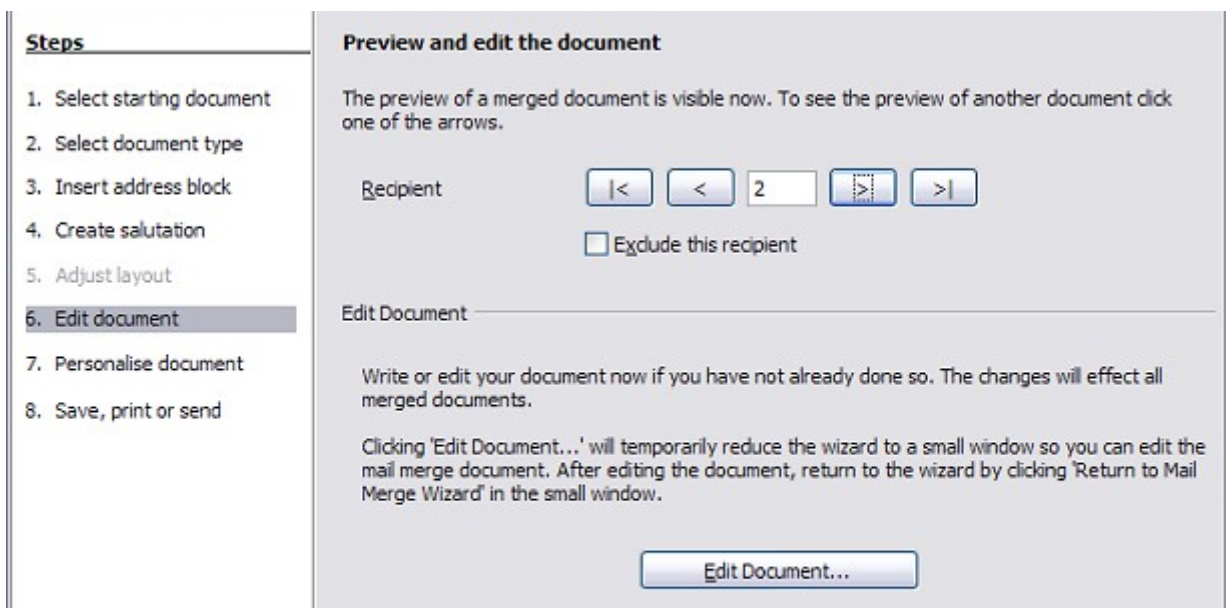 Steps
1. Select starting document
2. Select document type
3. Insert address block
4. Create salutation
5. Adjust layout
6. Edit document
7. Personalise document
8. Save, print or send
Preview and edit the document
The preview of a merged document is visible now. To see the preview of another document click
one of the arrows.
Recipient |< < 2 > >|
Exclude this recipient
Edit Document
Write or edit your document now if you have not already done so. The changes will effect all
merged documents.
Clicking 'Edit Document...' will temporarily reduce the wizard to a small window so you can edit the
mail merge document. After editing the document, return to the wizard by clicking 'Return to Mail
Merge Wizard' in the small window.
Edit Document...